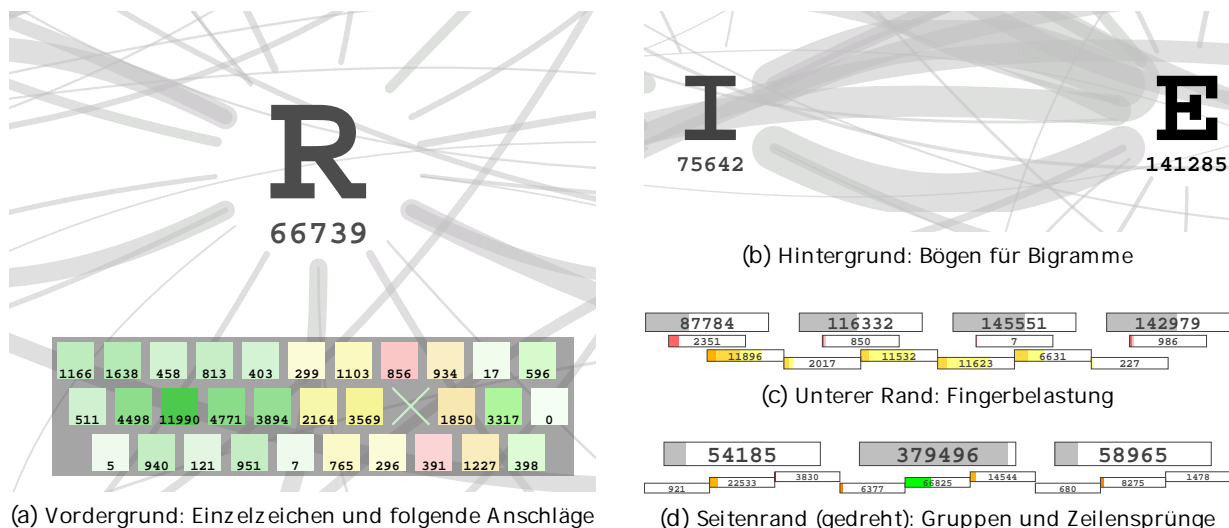 R
66739
1166 1638 458 813 403 299 1103 856 934 17 596
511 4498 11990 4771 3894 2164 3569 1850 3317 0
5 940 121 951 7 765 296 391 1227 398
(a) Vordergrund: Einzelzeichen und folgende Anschläge
I E
75642 141285
(b) Hintergrund: Bögen für Bigramme
87784 116332 145551 142979
2351 850 7 986
11896 2017 11532 11623 6631 227
(c) Unterer Rand: Fingerbelastung
54185 379496 58965
921 22533 3830 6377 66825 14544 680 8275 1478
(d) Seitenrand (gedreht): Gruppen und Zeilensprünge